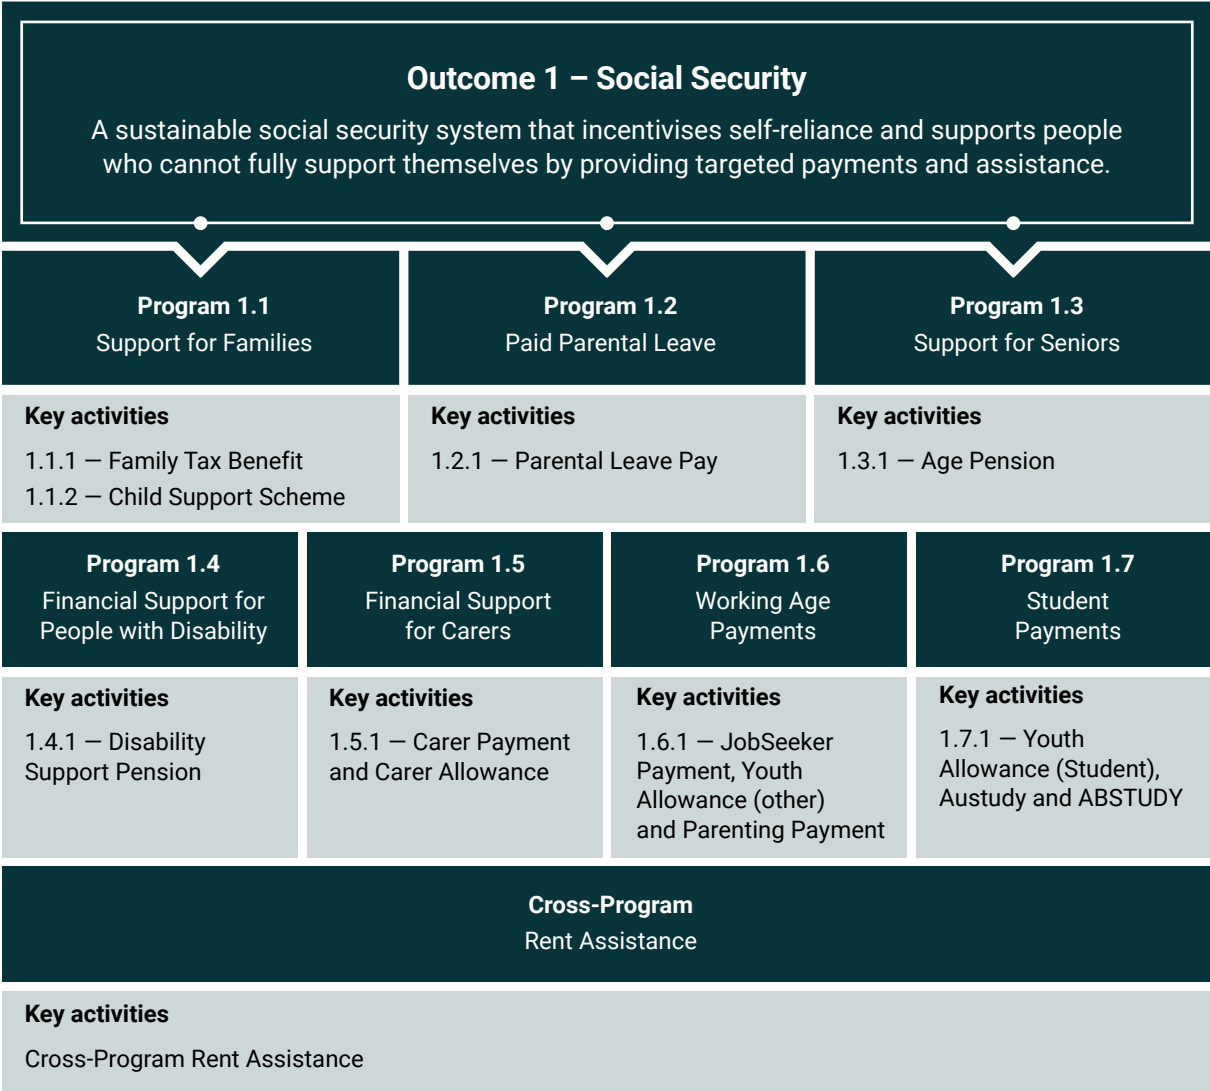 Outcome 1 – Social Security
A sustainable social security system that incentivises self-reliance and supports people
who cannot fully support themselves by providing targeted payments and assistance.
Program 1.1
Support for Families
Program 1.2
Paid Parental Leave
Program 1.3
Support for Seniors
Key activities
1.1.1 — Family Tax Benefit
1.1.2 — Child Support Scheme
Key activities
1.2.1 — Parental Leave Pay
Key activities
1.3.1 — Age Pension
Program 1.4
Financial Support for
People with Disability
Program 1.5
Financial Support
for Carers
Program 1.6
Working Age
Payments
Program 1.7
Student
Payments
Key activities
1.4.1 — Disability
Support Pension
Key activities
1.5.1 — Carer Payment
and Carer Allowance
Key activities
1.6.1 — JobSeeker
Payment, Youth
Allowance (other)
and Parenting Payment
Key activities
1.7.1 — Youth
Allowance (Student),
Austudy and ABSTUDY
Cross-Program
Rent Assistance
Key activities
Cross-Program Rent Assistance